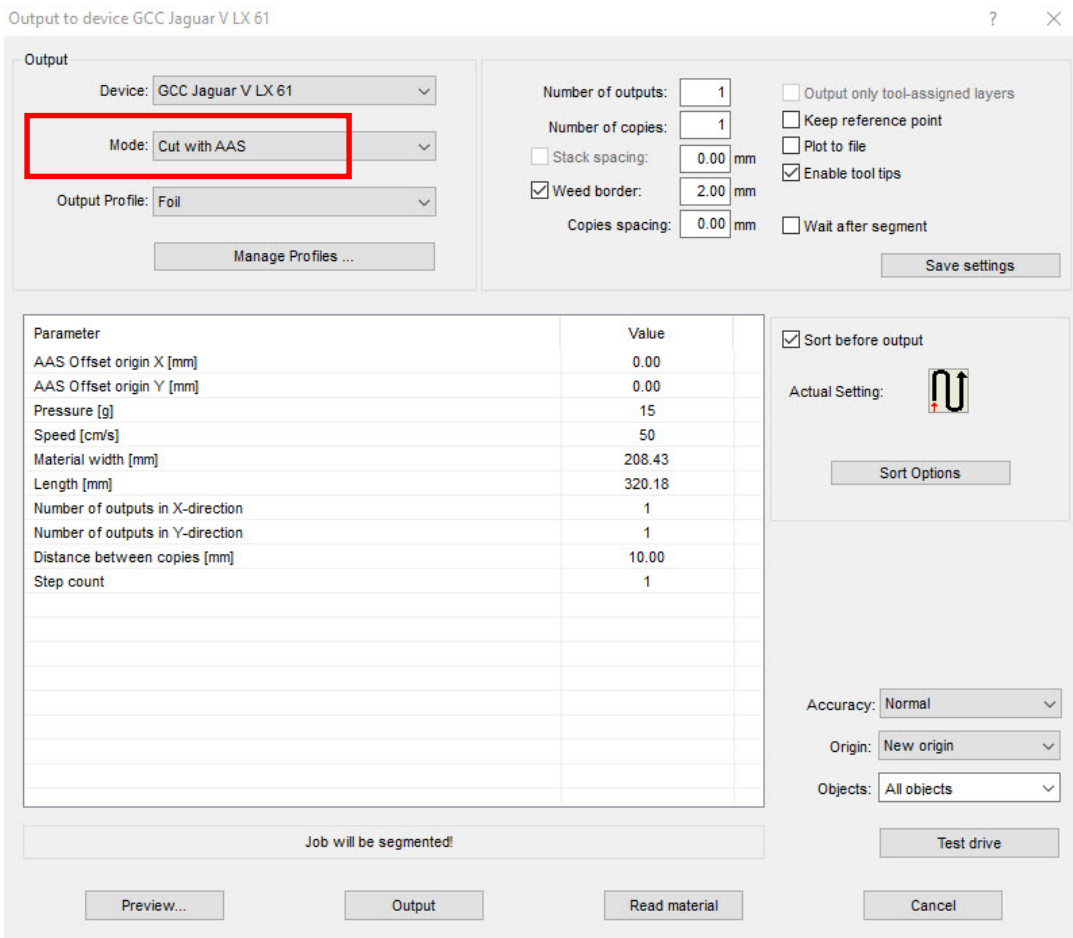 Output to device GCC Jaguar V LX 61
?
Output
Device: GCC Jaguar V LX 61
Mode: Cut with AAS
Output Profile: Foil
Manage Profiles ...
Number of outputs: 1
Number of copies: 1
Stack spacing: 0.00 mm
Weed border: 2.00 mm
Copies spacing: 0.00 mm
Output only tool-assigned layers
Keep reference point
Plot to file
Enable tool tips
Wait after segment
Save settings
Parameter Value
AAS Offset origin X [mm] 0.00
AAS Offset origin Y [mm] 0.00
Pressure [g] 15
Speed [cm/s] 50
Material width [mm] 208.43
Length [mm] 320.18
Number of outputs in X-direction 1
Number of outputs in Y-direction 1
Distance between copies [mm] 10.00
Step count 1
Sort before output
Actual Setting:
Sort Options
Accuracy: Normal
Origin: New origin
Objects: All objects
Job will be segmented!
Test drive
Preview...
Output
Read material
Cancel